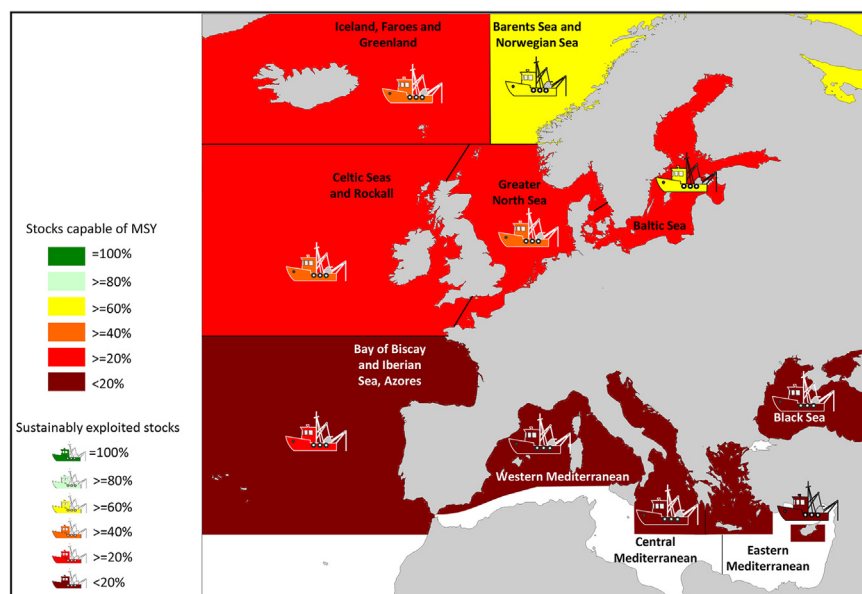 Iceland, Faroes and
Greenland
Barents Sea and
Norwegian Sea
Celtic Seas
and Rockall
Greater
North Sea
Baltic Sea
Stocks capable of MSY
=100%
>=80%
>=60%
>=40%
>=20%
<20%
Bay of Biscay
and Iberian
Sea, Azores
Black Sea
Sustainably exploited stocks
=100%
>=80%
>=60%
>=40%
>=20%
<20%
Western Mediterranean
Central
Mediterranean
Eastern
Mediterranean